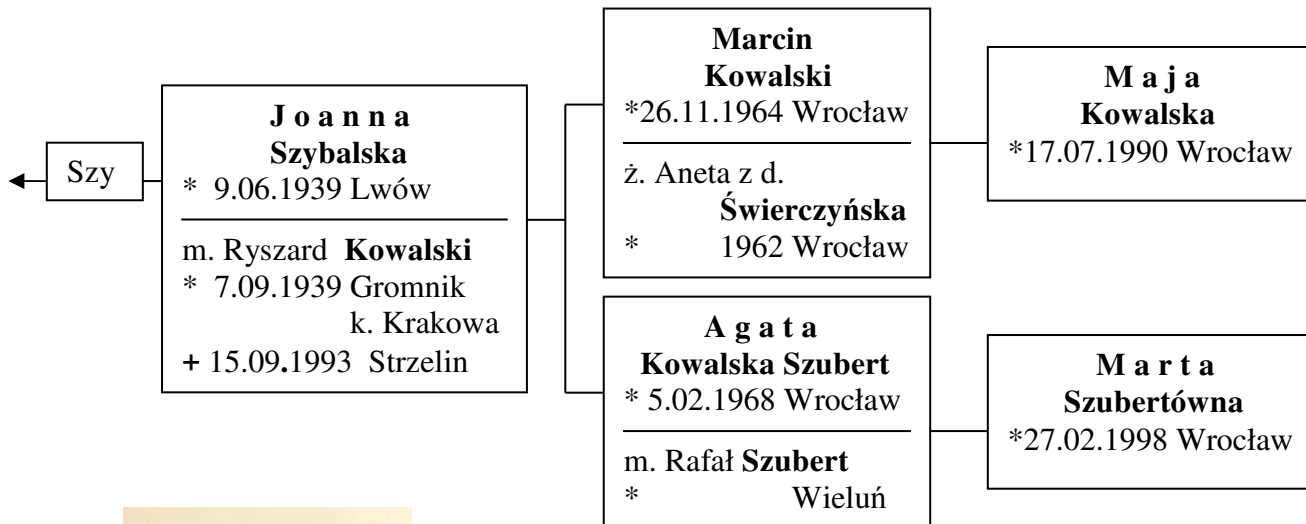 Szy
J o a n n a
Szybalska
* 9.06.1939 Lwów
m. Ryszard Kowalski
* 7.09.1939 Gromnik
k. Krakowa
+ 15.09.1993 Strzelin
Marcin
Kowalski
*26.11.1964 Wrocław
ż. Aneta z d.
Świerczyńska
* 1962 Wrocław
A g a t a
Kowalska Szubert
* 5.02.1968 Wrocław
m. Rafał Szubert
* Wieluń
M a j a
Kowalska
*17.07.1990 Wrocław
M a r t a
Szubertówna
*27.02.1998 Wrocław